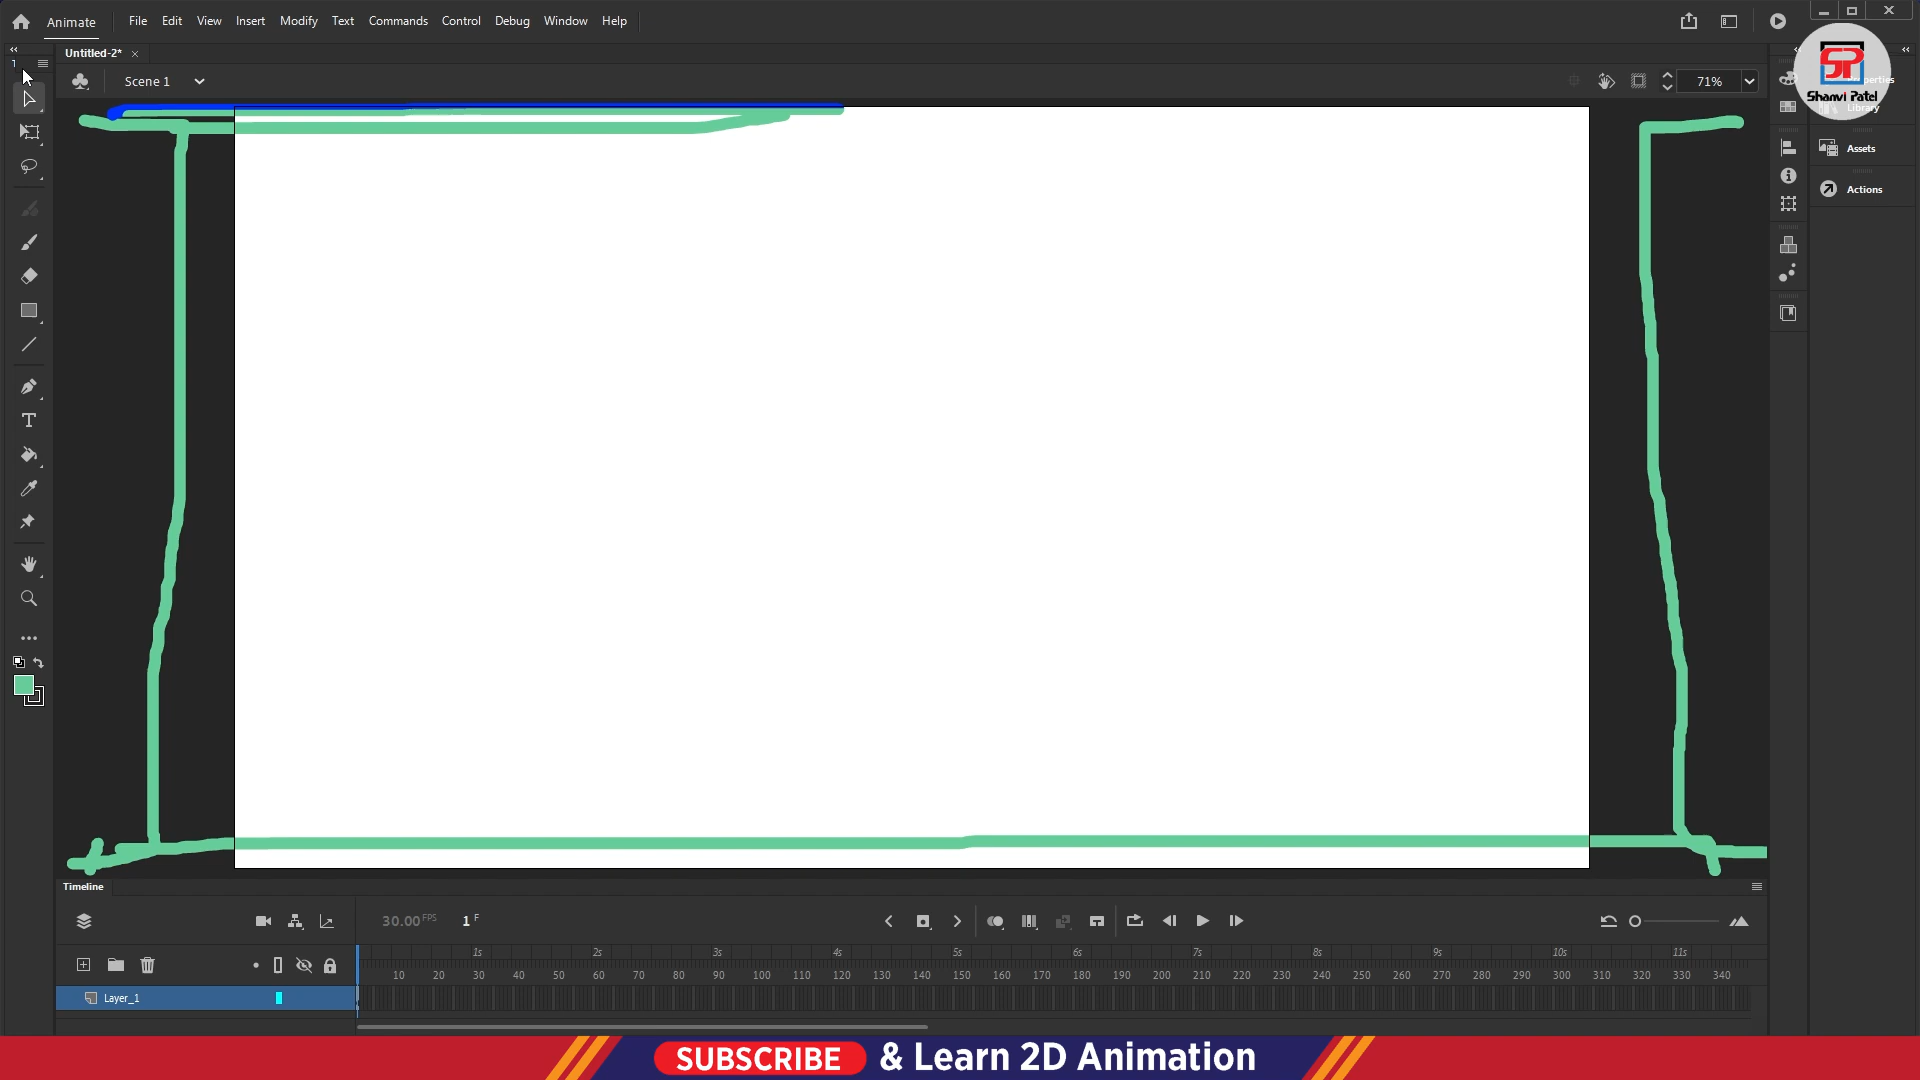 Animate File Edit View Insert Modify Text Commands Control Debug Window Help
Untitled-2*
Scene 1 71%
SP
Shanvi Patel
Properties
Library
Assets
Actions
Timeline
30.00 FPS 1 F
1s 2s 3s 4s 5s 6s 7s 8s 9s 10s 11s
10 20 30 40 50 60 70 80 90 100 110 120 130 140 150 160 170 180 190 200 210 220 230 240 250 260 270 280 290 300 310 320 330 340
Layer_1
SUBSCRIBE & Learn 2D Animation